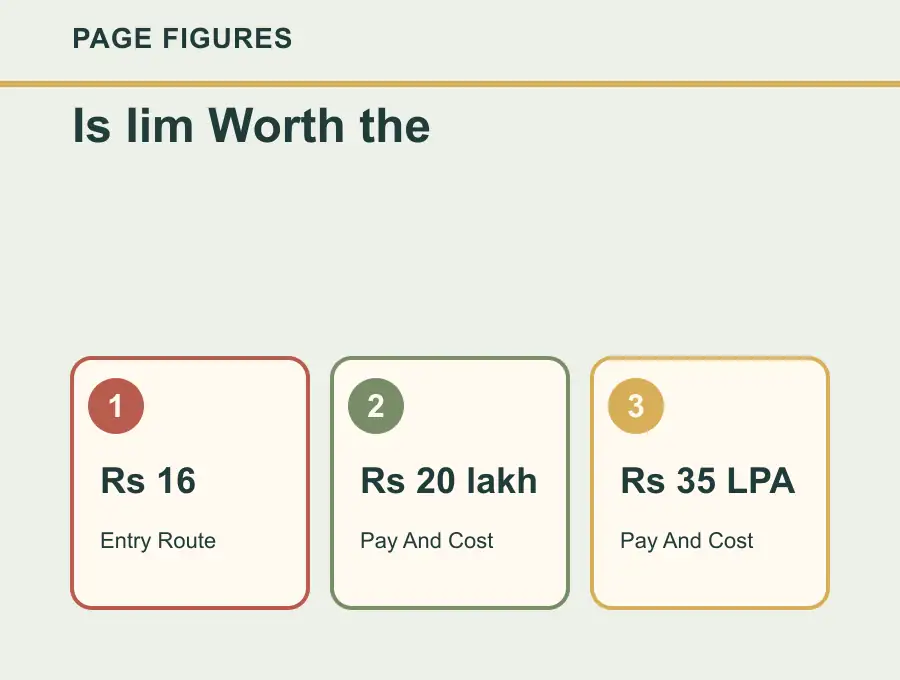 PAGE FIGURES
Is Iim Worth the
1
2
3
Rs 16
Rs 20 lakh
Rs 35 LPA
Entry Route
Pay And Cost
Pay And Cost